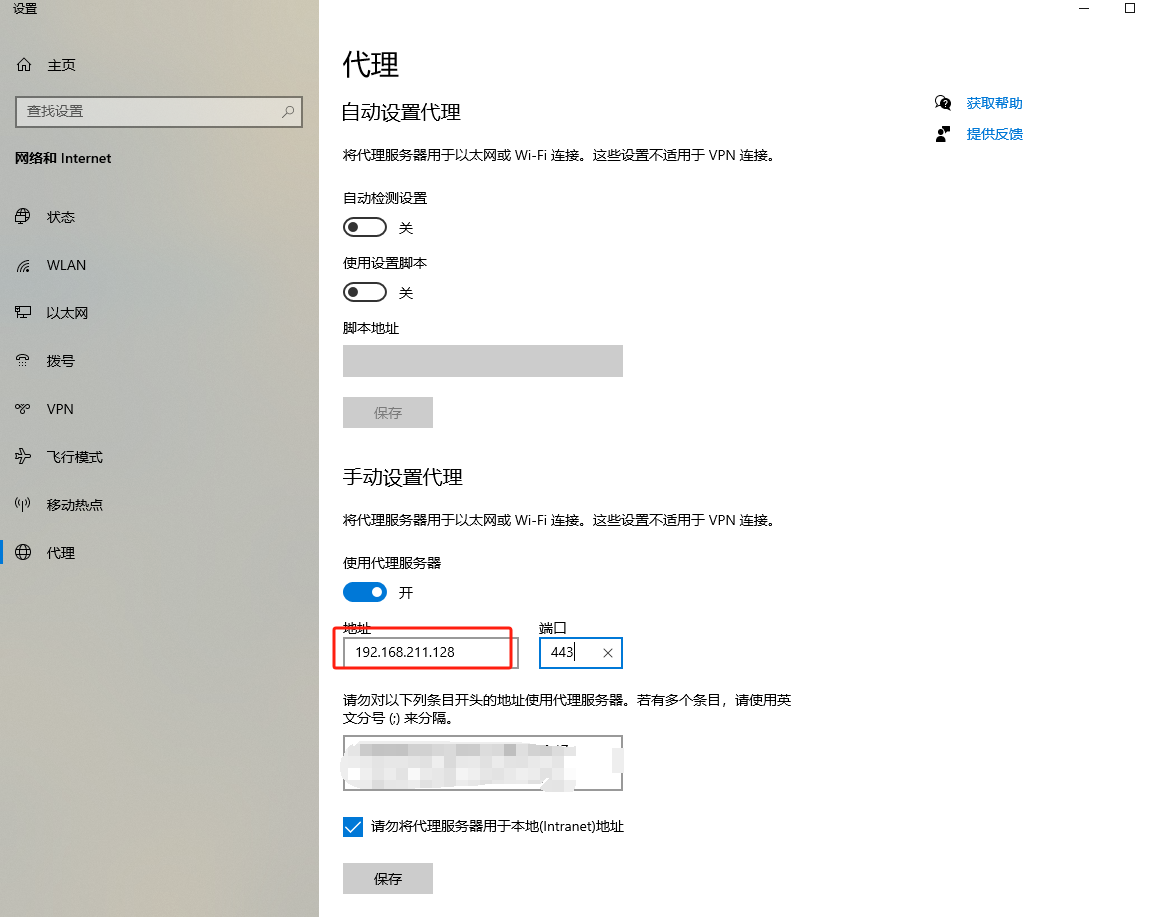 设置
主页
查找设置
网络和 Internet
状态
WLAN
以太网
拨号
VPN
飞行模式
移动热点
代理
代理
自动设置代理
将代理服务器用于以太网或 Wi-Fi 连接。这些设置不适用于 VPN 连接。
自动检测设置
关
使用设置脚本
关
脚本地址
保存
手动设置代理
将代理服务器用于以太网或 Wi-Fi 连接。这些设置不适用于 VPN 连接。
使用代理服务器
开
地址 端口
192.168.211.128 443
请勿对以下列条目开头的地址使用代理服务器。若有多个条目，请使用英
文分号 (;) 来分隔。
请勿将代理服务器用于本地(Intranet)地址
保存
获取帮助
提供反馈